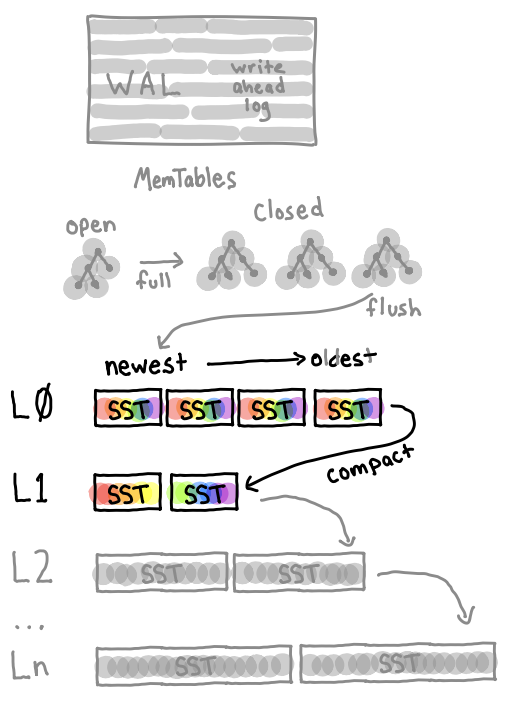 WAL
write
ahead
log
MemTables
open
Closed
full
flush
newest
oldest
LØ
SST SST SST SST
compact
L1
SST SST
L2
SST SST
...
Ln
SST SST